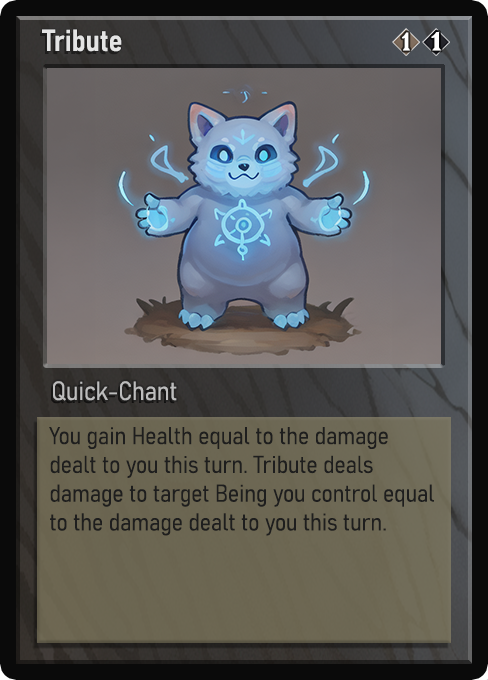 Tribute 1 1
Quick-Chant
You gain Health equal to the damage
dealt to you this turn. Tribute deals
damage to target Being you control equal
to the damage dealt to you this turn.